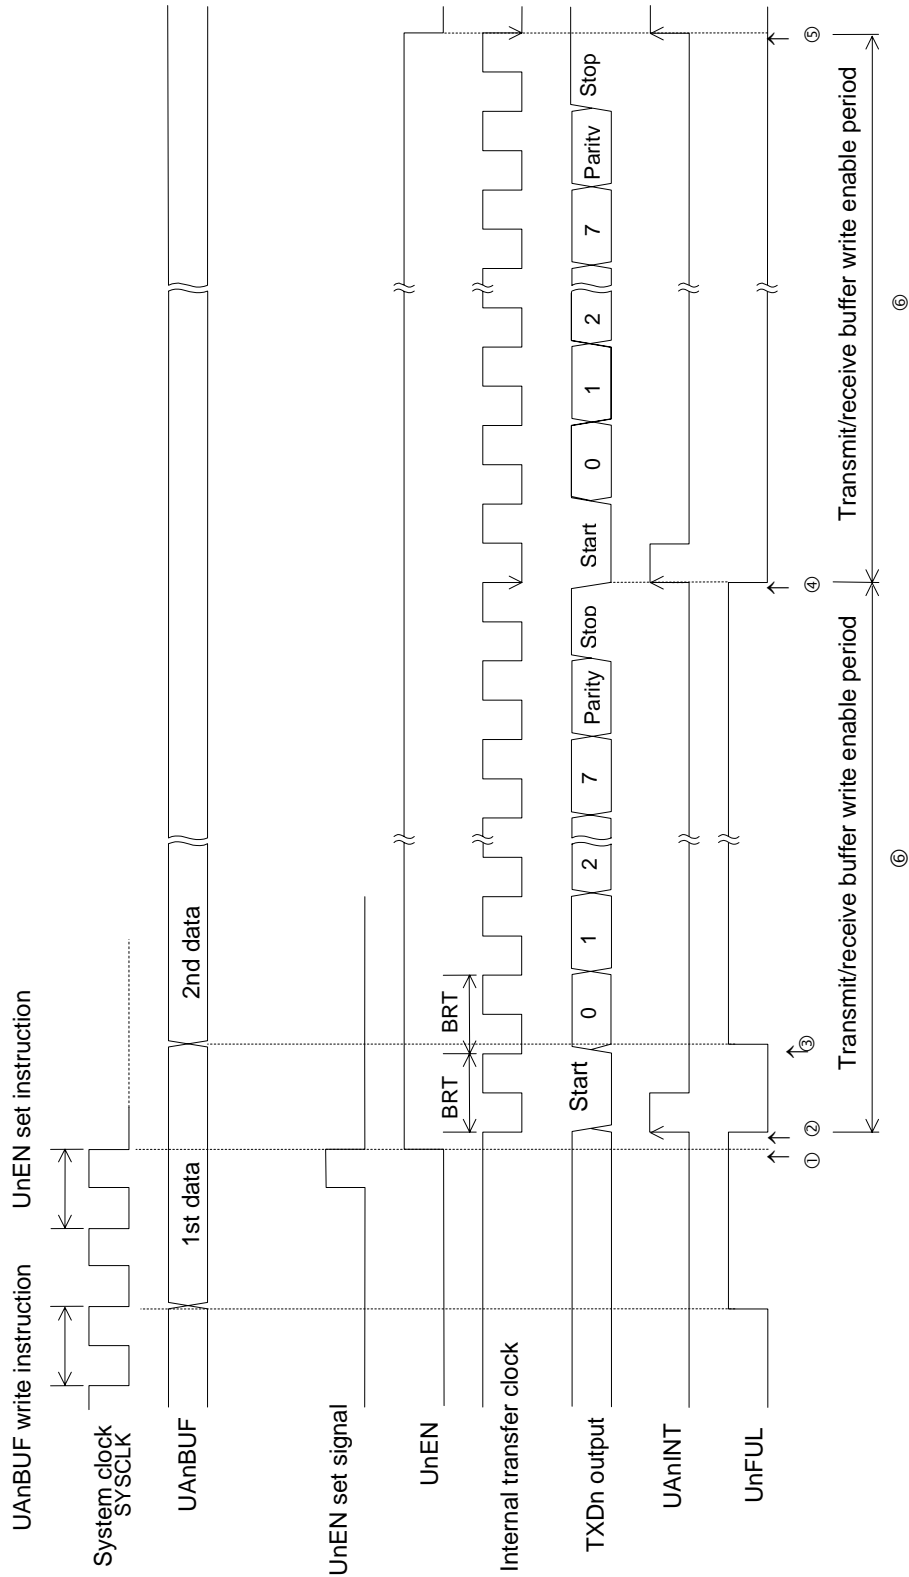 UAnBUF write instruction
UnEN set instruction
System clock
SYSCLK
UAnBUF
1st data
2nd data
UnEN set signal
UnEN
BRT
BRT
Internal transfer clock
TXDn output
Start
0
1
2
7
Parity
Stop
Start
0
1
2
7
Parity
Stop
UAnINT
UnFUL
①
②
③
④
⑤
Transmit/receive buffer write enable period
Transmit/receive buffer write enable period
⑥
⑥